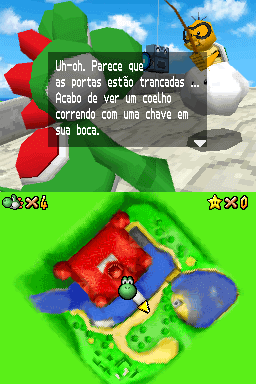 Uh-oh. Parece que
as portas estão trancadas ...
Acabo de ver um coelho
correndo com uma chave em
sua boca.
×4
×0